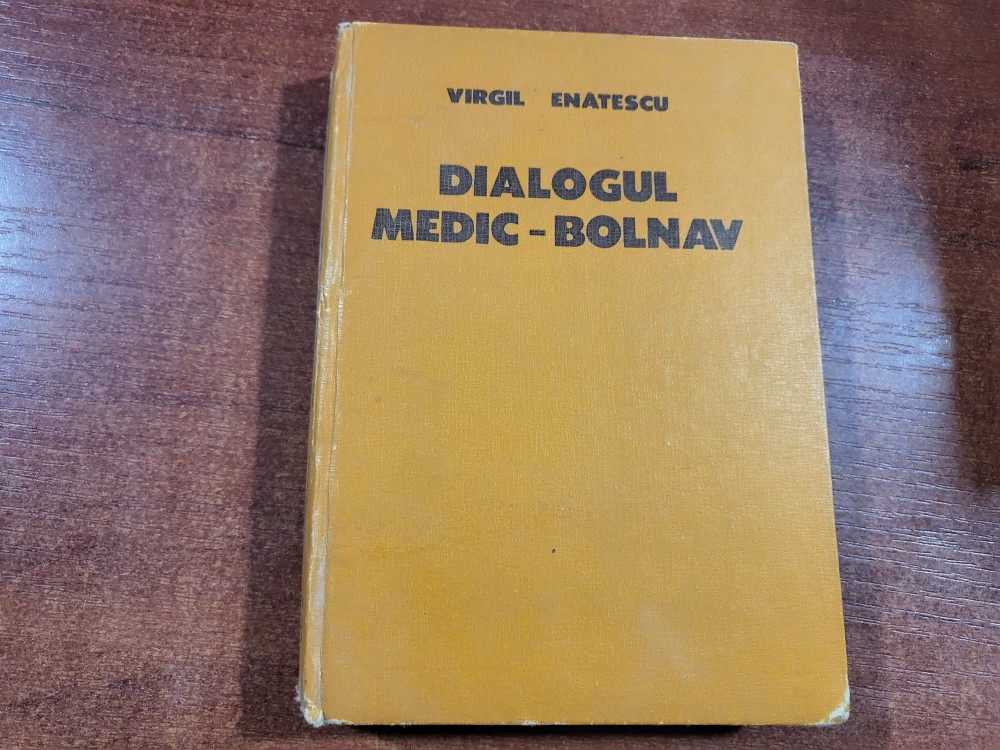 VIRGIL ENATESCU
DIALOGUL
MEDIC - BOLNAV